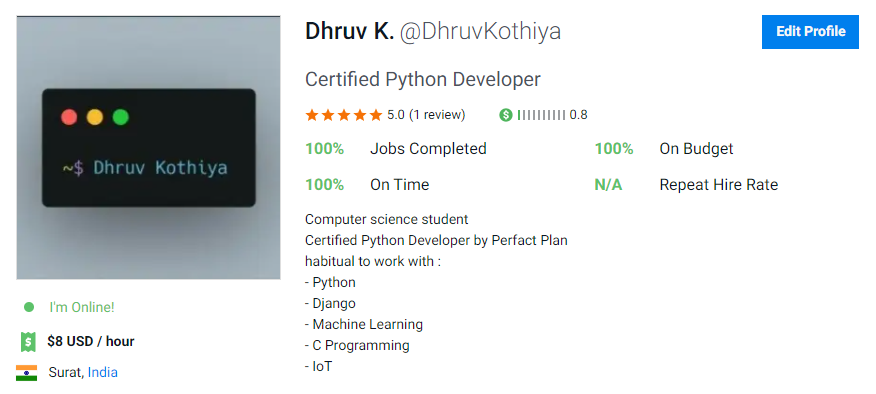 ~$ Dhruv Kothiya
I'm Online!
$8 USD / hour
Surat, India
Dhruv K. @DhruvKothiya
Edit Profile
Certified Python Developer
5.0 (1 review) $ 0.8
100% Jobs Completed
100% On Budget
100% On Time
N/A Repeat Hire Rate
Computer science student
Certified Python Developer by Perfact Plan
habitual to work with :
- Python
- Django
- Machine Learning
- C Programming
- IoT